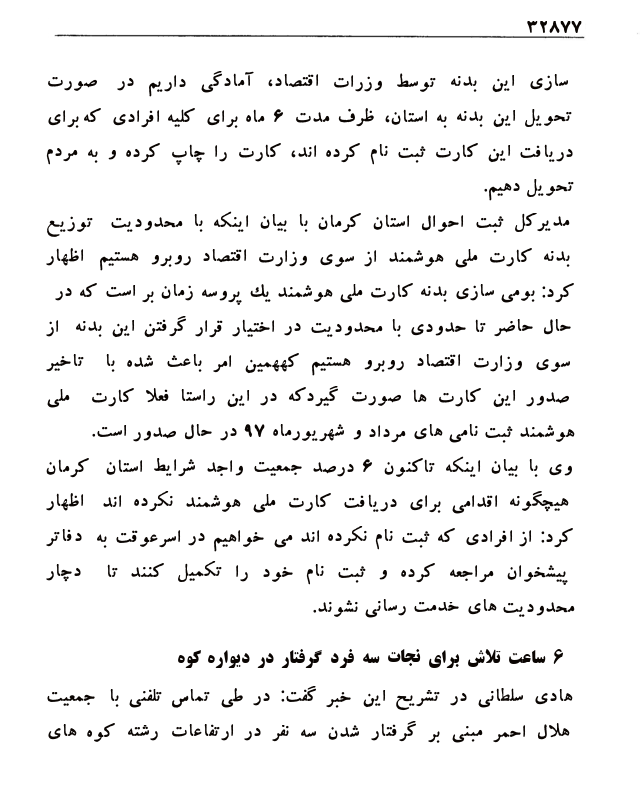 ۳۲۸۷۷
سازی این بدنه توسط وزرات اقتصاد، آمادگی داریم در صورت
تحویل این بدنه به استان، ظرف مدت ۶ ماه برای کلیه افرادی که برای
دریافت این کارت ثبت نام کرده اند، کارت را چاپ کرده و به مردم
تحویل دهیم.
مدیرکل ثبت احوال استان کرمان با بیان اینکه با محدودیت توزیع
بدنه کارت ملی هوشمند از سوی وزارت اقتصاد روبرو هستیم اظهار
کرد: بومی سازی بدنه کارت ملی هوشمند یك پروسه زمان بر است که در
حال حاضر تا حدودی با محدودیت در اختیار قرار گرفتن این بدنه از
سوی وزارت اقتصاد روبرو هستیم کههمین امر باعث شده با تاخیر
صدور این کارت ها صورت گیردکه در این راستا فعلا کارت ملی
هوشمند ثبت نامی های مرداد و شهریورماه ۹۷ در حال صدور است.
وی با بیان اینکه تاکنون ۶ درصد جمعیت واجد شرایط استان کرمان
هیچگونه اقدامی برای دریافت کارت ملی هوشمند نکرده اند اظهار
کرد: از افرادی که ثبت نام نکرده اند می خواهیم در اسرعوقت به دفاتر
پیشخوان مراجعه کرده و ثبت نام خود را تکمیل کنند تا دچار
محدودیت های خدمت رسانی نشوند.
۶ ساعت تلاش برای نجات سه فرد گرفتار در دیواره کوه
هادی سلطانی در تشریح این خبر گفت: در طی تماس تلفنی با جمعیت
هلال احمر مبنی بر گرفتار شدن سه نفر در ارتفاعات رشته کوه های